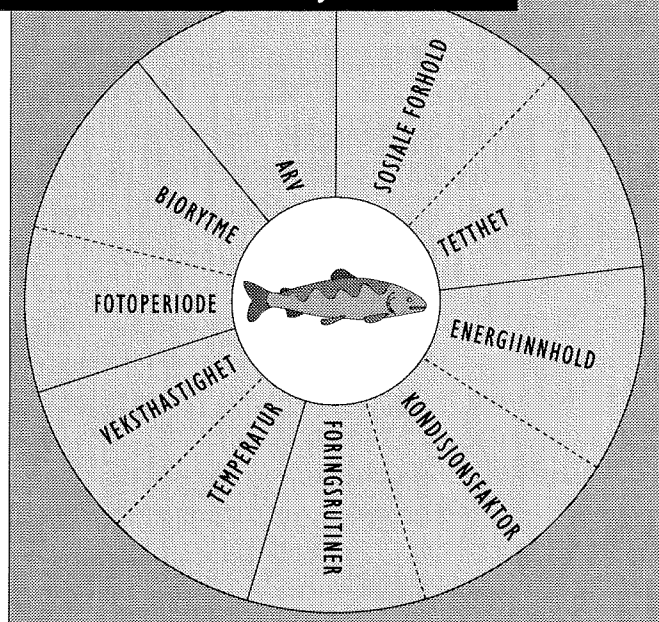 ARV
SOSIALE FORHOLD
TETTHET
ENERGIINNHOLD
KONDISJONSFAKTOR
FORINGSRUTINER
TEMPERATUR
VEKSTHASTIGHET
FOTOPERIODE
BIORYTME